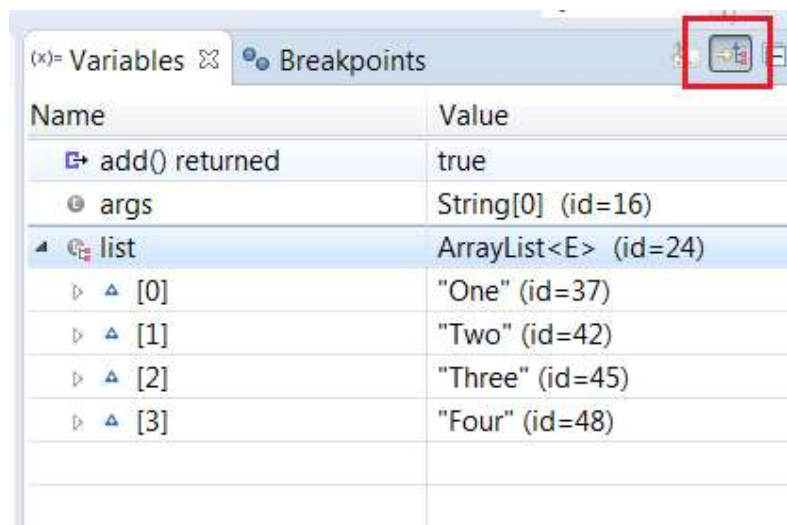 (x)= Variables Breakpoints
Name Value
add() returned true
args String[0] (id=16)
list ArrayList<E> (id=24)
[0] "One" (id=37)
[1] "Two" (id=42)
[2] "Three" (id=45)
[3] "Four" (id=48)